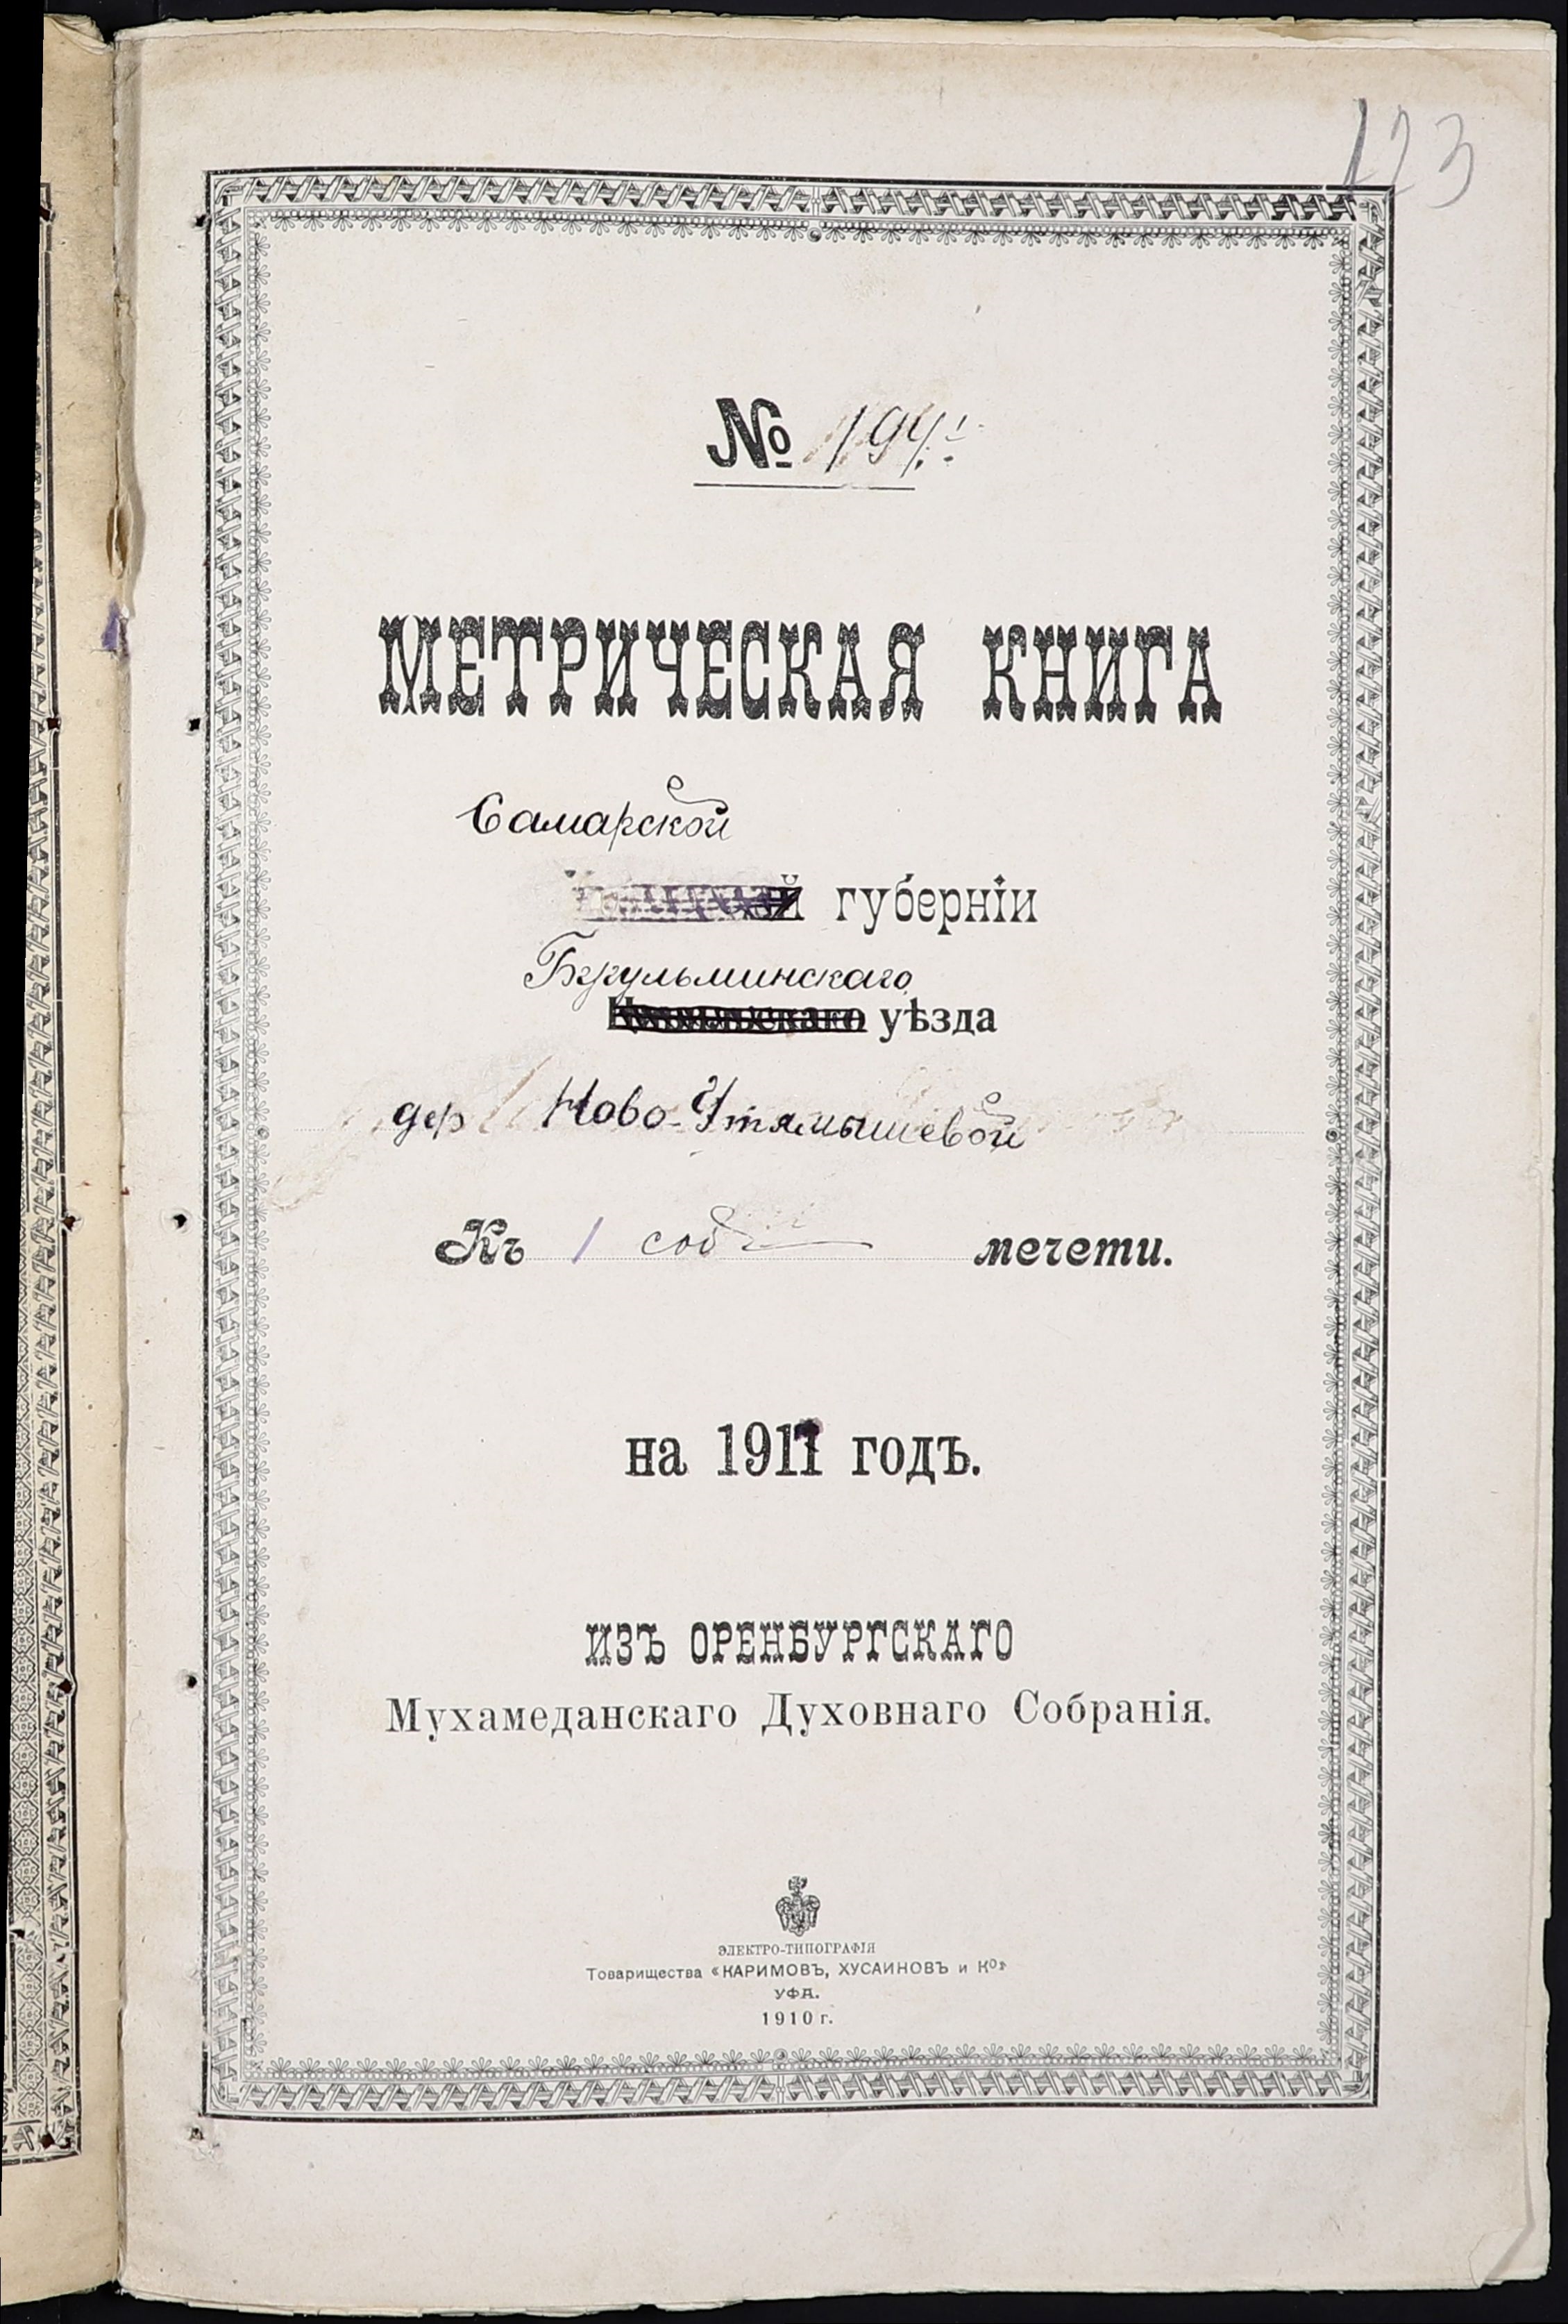 123
№ 194
МЕТРИЧЕСКАЯ КНИГА
Самарской
губерніи
Бугульминскаго
уѣзда
дер Ново-Утямышевой
Къ 1 соб мечети.
на 1911 годъ.
ИЗЪ ОРЕНБУРГСКАГО
Мухамеданскаго Духовнаго Собранія.
ЭЛЕКТРО-ТИПОГРАФІЯ
Товарищества «КАРИМОВЪ, ХУСАИНОВЪ и Ко»
УФА.
1910 г.